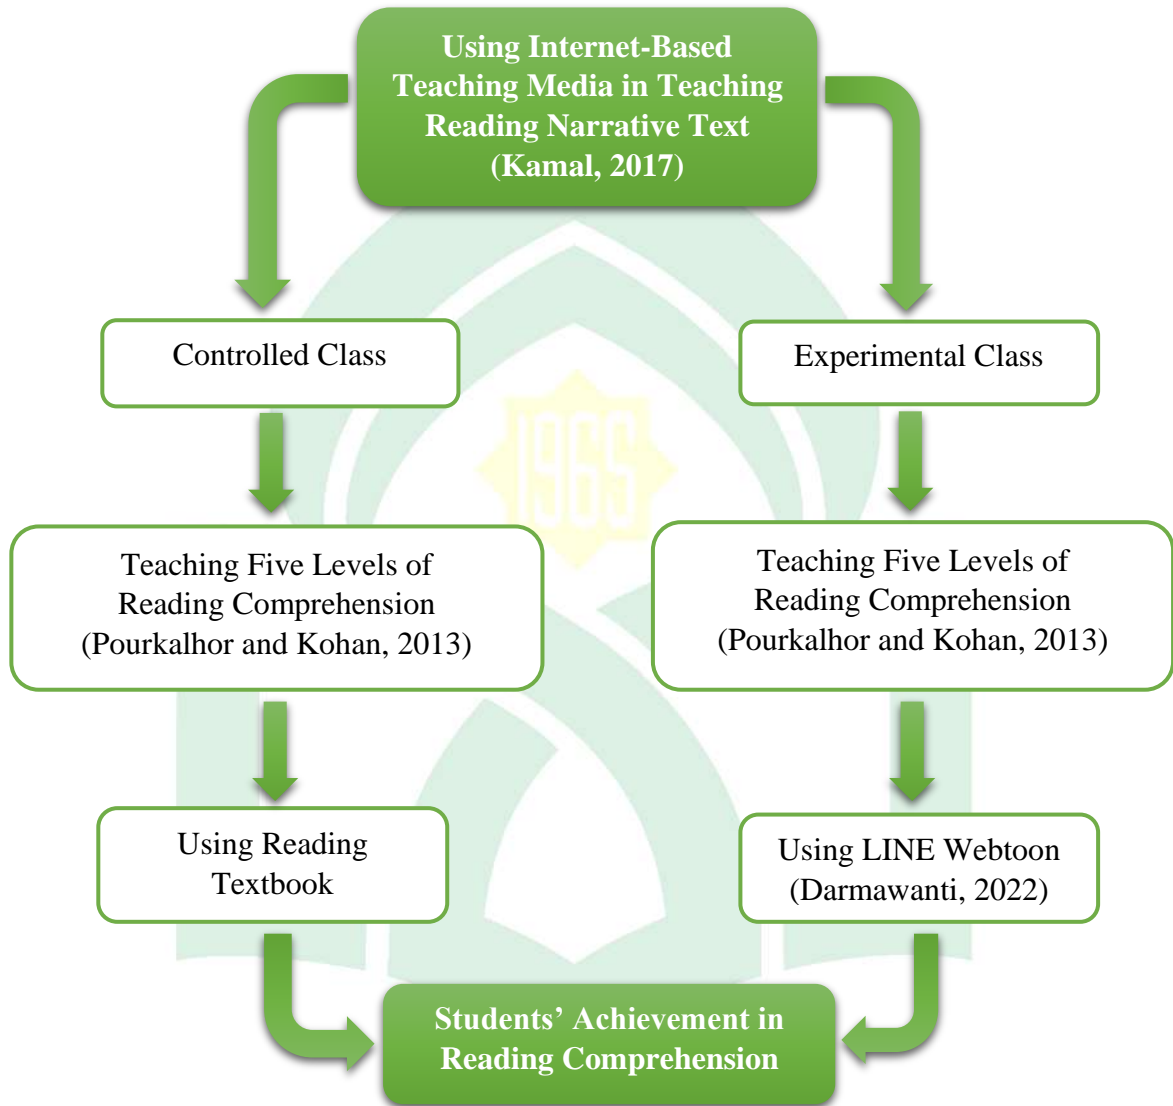 Using Internet-Based
Teaching Media in Teaching
Reading Narrative Text
(Kamal, 2017)
Controlled Class
Experimental Class
Teaching Five Levels of
Reading Comprehension
(Pourkalhor and Kohan, 2013)
Teaching Five Levels of
Reading Comprehension
(Pourkalhor and Kohan, 2013)
Using Reading
Textbook
Using LINE Webtoon
(Darmawanti, 2022)
Students’ Achievement in
Reading Comprehension
1965